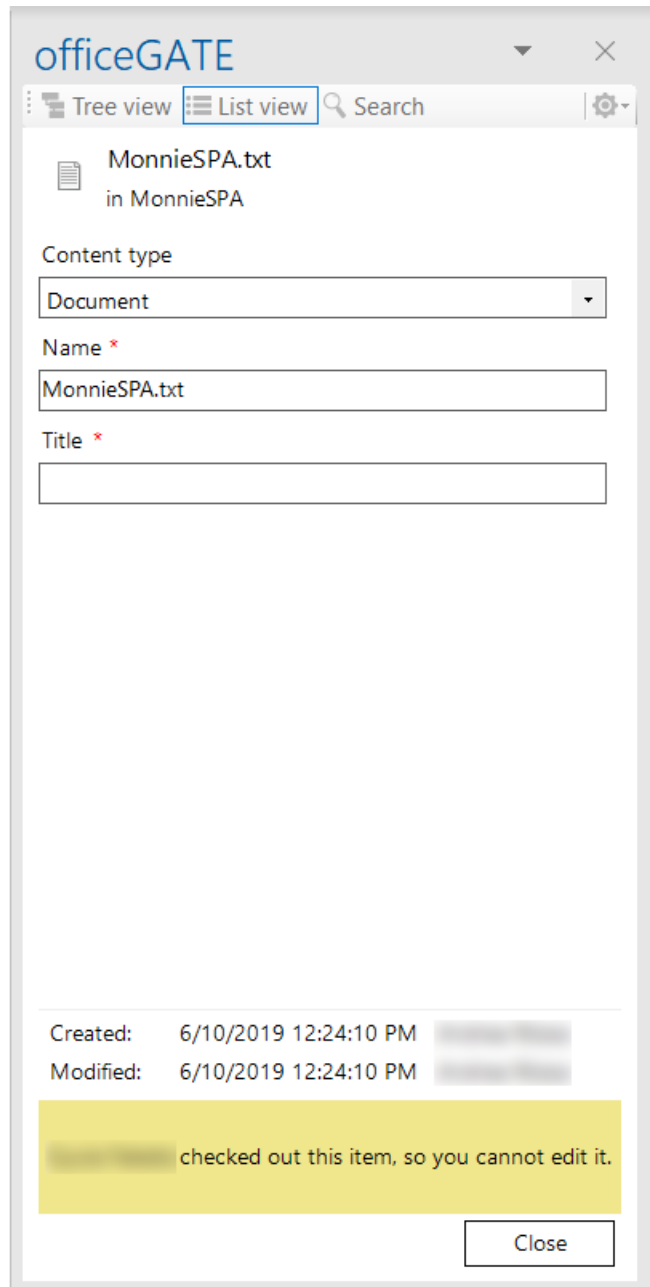 officeGATE
Tree view List view Search
MonnieSPA.txt
in MonnieSPA
Content type
Document
Name *
MonnieSPA.txt
Title *
Created: 6/10/2019 12:24:10 PM
Modified: 6/10/2019 12:24:10 PM
checked out this item, so you cannot edit it.
Close